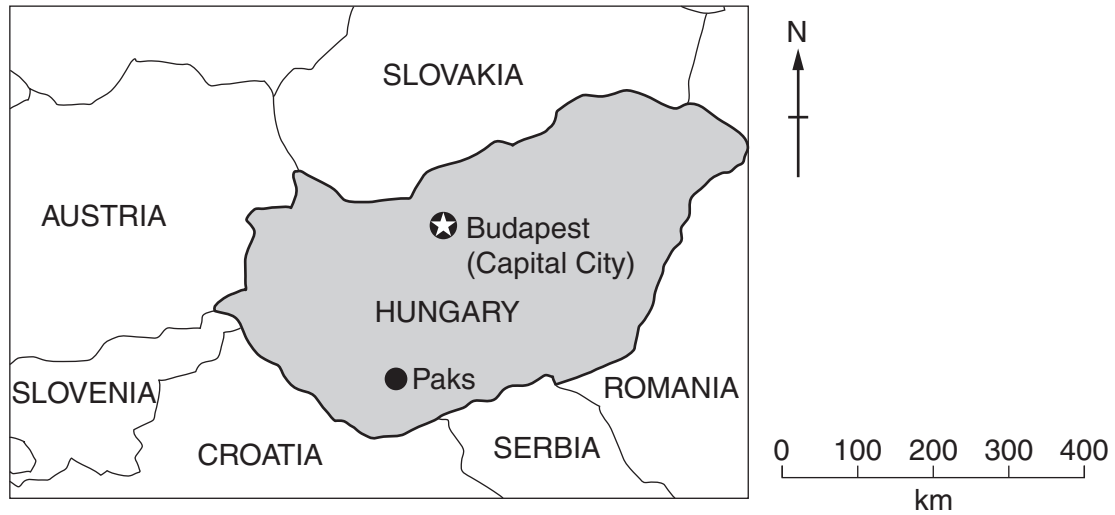 N
SLOVAKIA
AUSTRIA
Budapest
(Capital City)
HUNGARY
Paks
SLOVENIA
ROMANIA
CROATIA
SERBIA
0 100 200 300 400
km